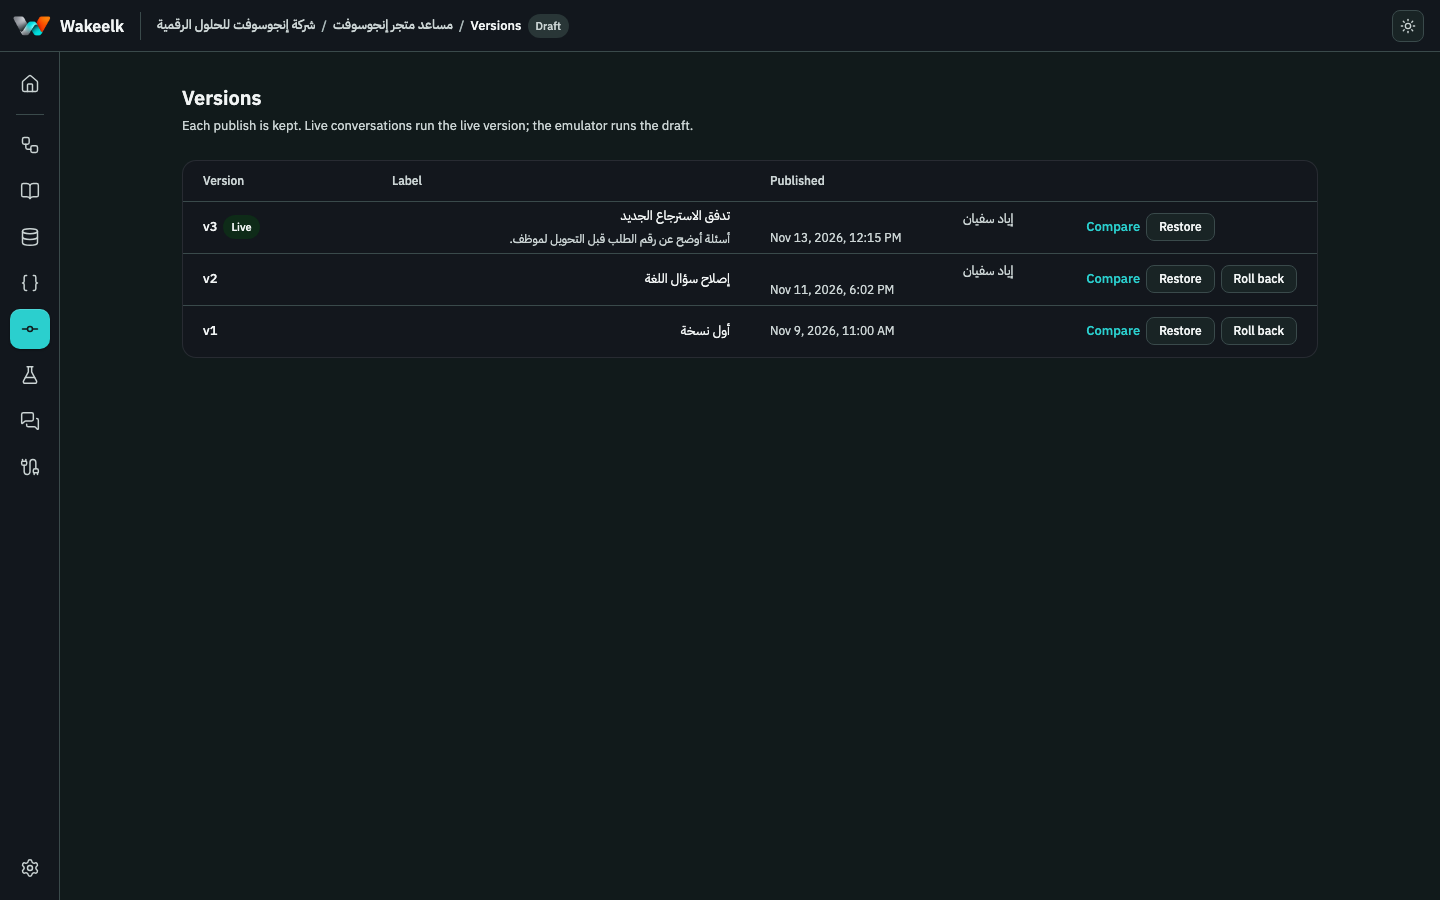 Wakeelk
شركة إنجوسوفت للحلول الرقمية / مساعد متجر إنجوسوفت / Versions Draft
Versions
Each publish is kept. Live conversations run the live version; the emulator runs the draft.
Version Label Published
v3 Live
تدفق الاسترجاع الجديد
أسئلة أوضح عن رقم الطلب قبل التحويل لموظف.
إياد سفيان
Nov 13, 2026, 12:15 PM
Compare Restore
v2
إصلاح سؤال اللغة
إياد سفيان
Nov 11, 2026, 6:02 PM
Compare Restore Roll back
v1
أول نسخة
Nov 9, 2026, 11:00 AM
Compare Restore Roll back